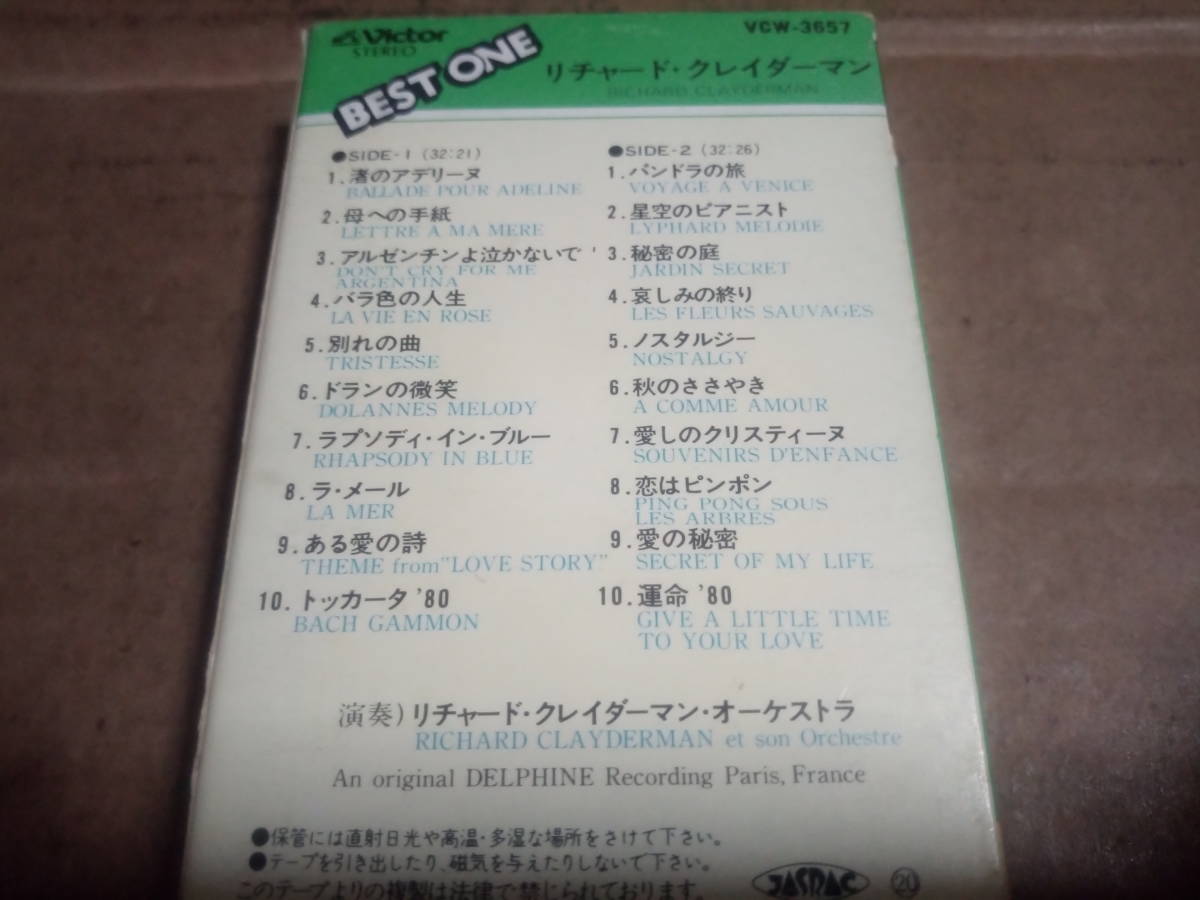 Victor
STEREO
BEST ONE
VCW-3657
リチャード・クレイダーマン
RICHARD CLAYDERMAN
●SIDE-1 (32:21)
1. 渚のアデリーヌ
BALLADE POUR ADELINE
2. 母への手紙
LETTRE A MA MERE
3. アルゼンチンよ泣かないで
DON'T CRY FOR ME
ARGENTINA
4. バラ色の人生
LA VIE EN ROSE
5. 別れの曲
TRISTESSE
6. ドランの微笑
DOLANNES MELODY
7. ラプソディ・イン・ブルー
RHAPSODY IN BLUE
8. ラ・メール
LA MER
9. ある愛の詩
THEME from "LOVE STORY"
10. トッカータ '80
BACH GAMMON
●SIDE-2 (32:26)
1. パンドラの旅
VOYAGE A VENICE
2. 星空のピアニスト
LYPHARD MELODIE
3. 秘密の庭
JARDIN SECRET
4. 哀しみの終り
LES FLEURS SAUVAGES
5. ノスタルジー
NOSTALGY
6. 秋のささやき
A COMME AMOUR
7. 愛しのクリスティーヌ
SOUVENIRS D'ENFANCE
8. 恋はピンポン
PING PONG SOUS
LES ARBRES
9. 愛の秘密
SECRET OF MY LIFE
10. 運命 '80
GIVE A LITTLE TIME
TO YOUR LOVE
演奏) リチャード・クレイダーマン・オーケストラ
RICHARD CLAYDERMAN et son Orchestre
An original DELPHINE Recording Paris, France
●保管には直射日光や高温・多湿な場所をさけて下さい。
●テープを引き出したり、磁気を与えたりしないで下さい。
このテープよりの複製は法律で禁じられております。
JASRAC
20